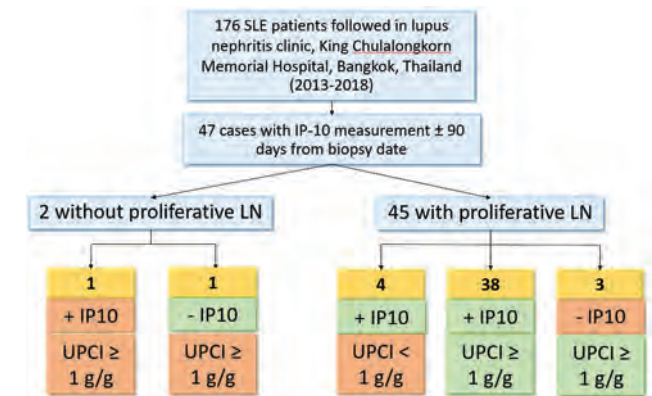 176 SLE patients followed in lupus
nephritis clinic, King Chulalongkorn
Memorial Hospital, Bangkok, Thailand
(2013-2018)
47 cases with IP-10 measurement ± 90
days from biopsy date
2 without proliferative LN
45 with proliferative LN
1
1
4
38
3
+ IP10
- IP10
+ IP10
+ IP10
- IP10
UPCI ≥
1 g/g
UPCI ≥
1 g/g
UPCI <
1 g/g
UPCI ≥
1 g/g
UPCI ≥
1 g/g